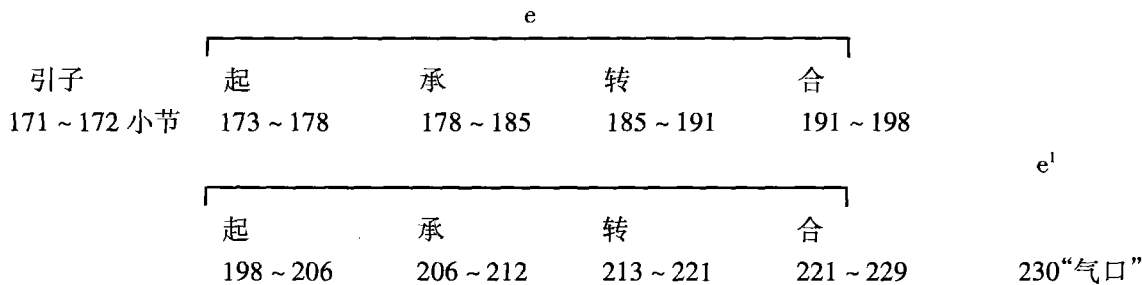 e
引子 起 承 转 合
171 ~ 172 小节 173 ~ 178 178 ~ 185 185 ~ 191 191 ~ 198
e¹
起 承 转 合
198 ~ 206 206 ~ 212 213 ~ 221 221 ~ 229 230“气口”